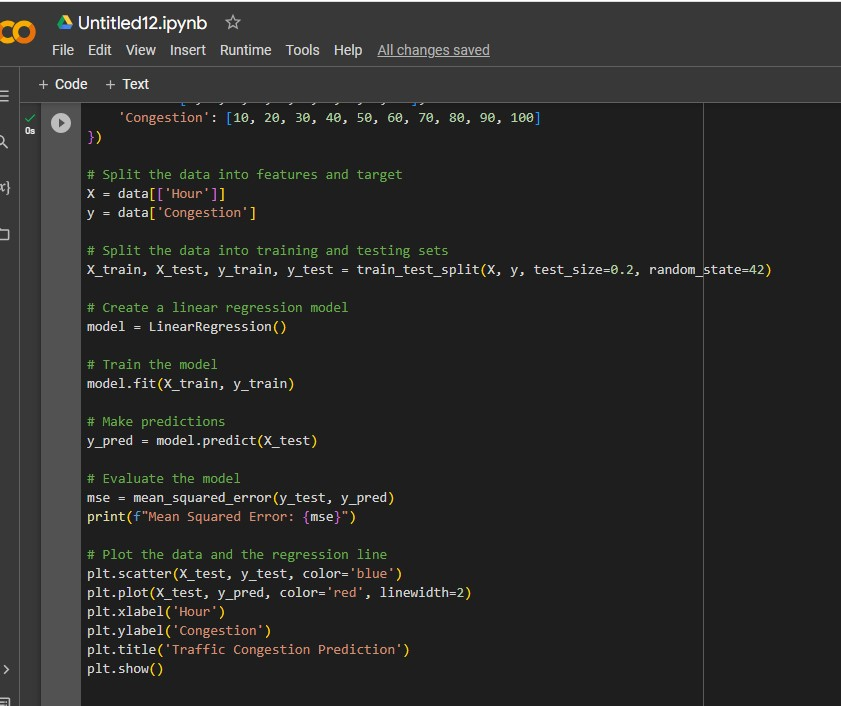 Untitled12.ipynb
File Edit View Insert Runtime Tools Help All changes saved
+ Code + Text
0s
'Congestion': [10, 20, 30, 40, 50, 60, 70, 80, 90, 100]
})
# Split the data into features and target
X = data[['Hour']]
y = data['Congestion']
# Split the data into training and testing sets
X_train, X_test, y_train, y_test = train_test_split(X, y, test_size=0.2, random_state=42)
# Create a linear regression model
model = LinearRegression()
# Train the model
model.fit(X_train, y_train)
# Make predictions
y_pred = model.predict(X_test)
# Evaluate the model
mse = mean_squared_error(y_test, y_pred)
print(f"Mean Squared Error: {mse}")
# Plot the data and the regression line
plt.scatter(X_test, y_test, color='blue')
plt.plot(X_test, y_pred, color='red', linewidth=2)
plt.xlabel('Hour')
plt.ylabel('Congestion')
plt.title('Traffic Congestion Prediction')
plt.show()